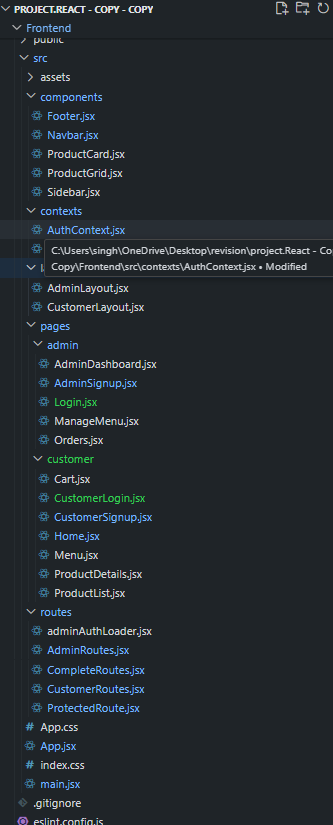 PROJECT.REACT - COPY - COPY
Frontend
public
src
assets
components
Footer.jsx
Navbar.jsx
ProductCard.jsx
ProductGrid.jsx
Sidebar.jsx
contexts
AuthContext.jsx
C:\Users\singh\OneDrive\Desktop\revision\project.React - Co
Copy\Frontend\src\contexts\AuthContext.jsx • Modified
AdminLayout.jsx
CustomerLayout.jsx
pages
admin
AdminDashboard.jsx
AdminSignup.jsx
Login.jsx
ManageMenu.jsx
Orders.jsx
customer
Cart.jsx
CustomerLogin.jsx
CustomerSignup.jsx
Home.jsx
Menu.jsx
ProductDetails.jsx
ProductList.jsx
routes
adminAuthLoader.jsx
AdminRoutes.jsx
CompleteRoutes.jsx
CustomerRoutes.jsx
ProtectedRoute.jsx
App.css
App.jsx
index.css
main.jsx
.gitignore
eslint.config.js